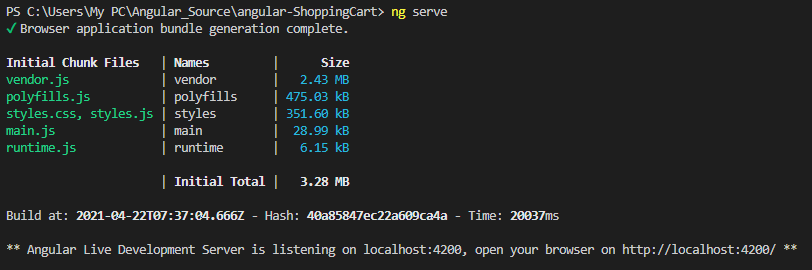 PS C:\Users\My PC\Angular_Source\angular-ShoppingCart> ng serve
✓ Browser application bundle generation complete.
Initial Chunk Files | Names | Size
vendor.js | vendor | 2.43 MB
polyfills.js | polyfills | 475.03 kB
styles.css, styles.js | styles | 351.60 kB
main.js | main | 28.99 kB
runtime.js | runtime | 6.15 kB
| Initial Total | 3.28 MB
Build at: 2021-04-22T07:37:04.666Z - Hash: 40a85847ec22a609ca4a - Time: 20037ms
** Angular Live Development Server is listening on localhost:4200, open your browser on http://localhost:4200/ **